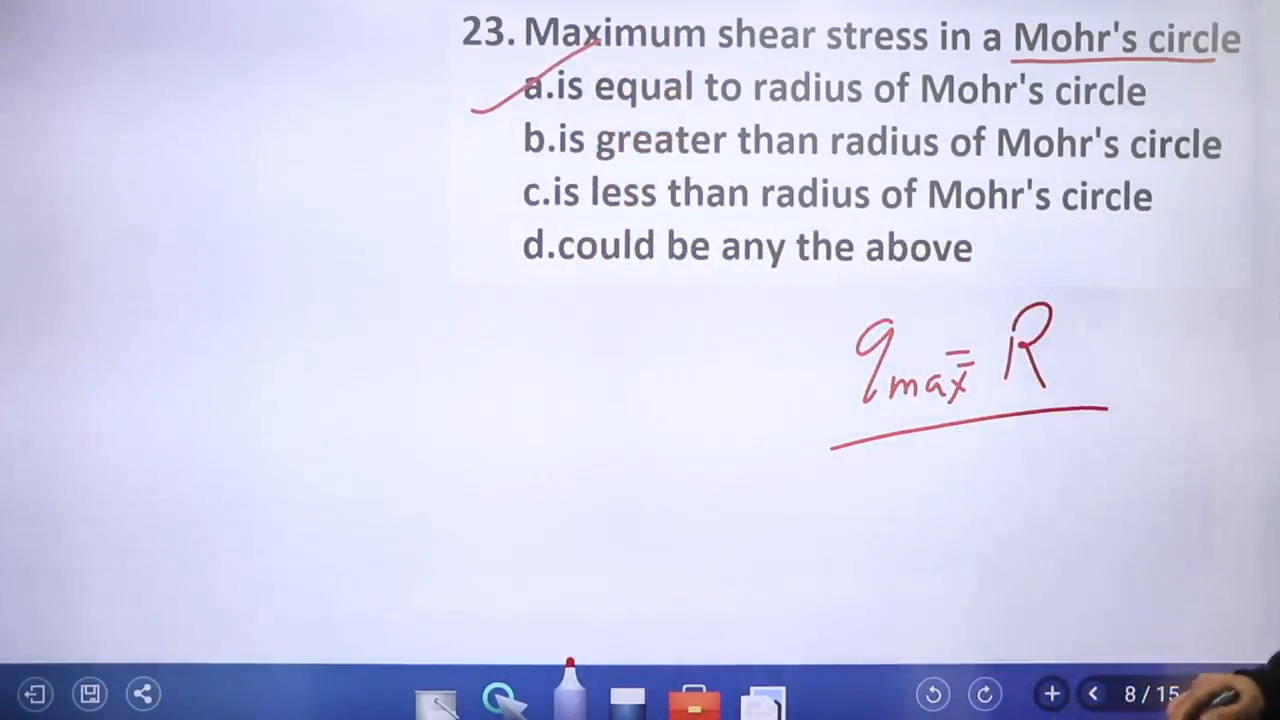 23. Maximum shear stress in a Mohr's circle
a.is equal to radius of Mohr's circle
b.is greater than radius of Mohr's circle
c.is less than radius of Mohr's circle
d.could be any the above
qmax = R
8 / 15